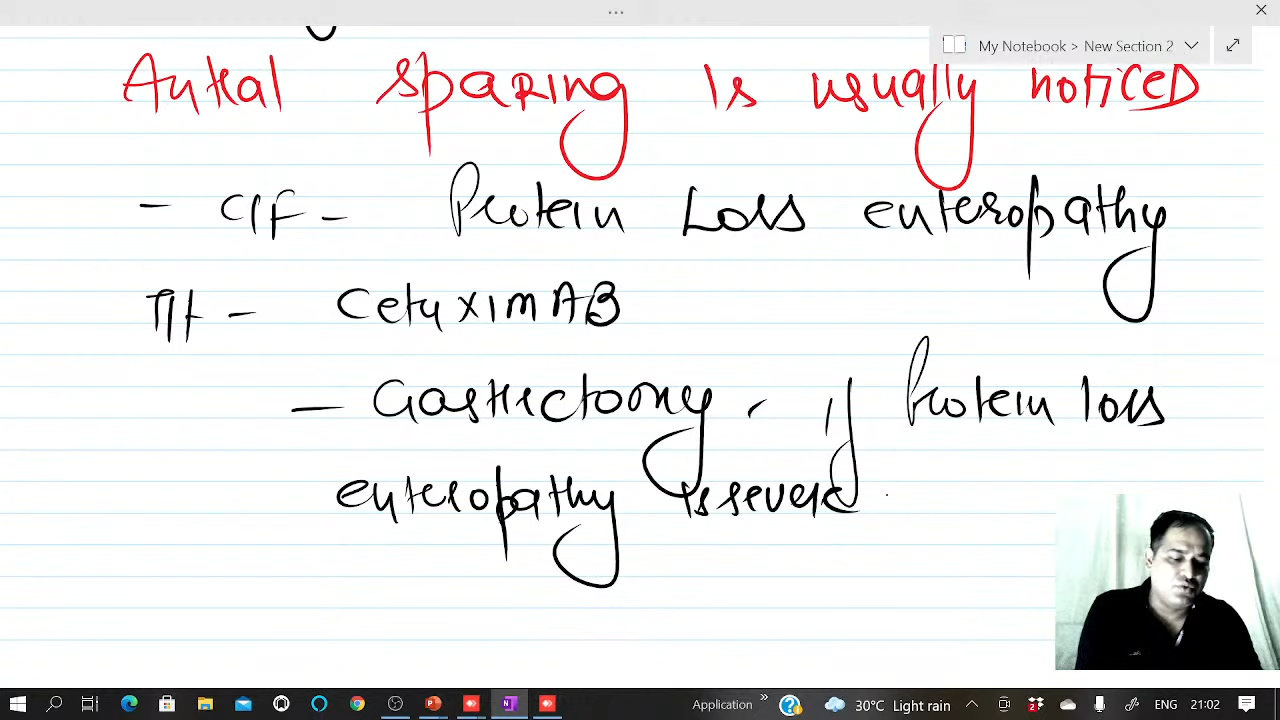 My Notebook > New Section 2
Antral sparing is usually noticed
- C/F - Protein Loss enteropathy
T/t - CetuxiMAB
- Gastrectomy, if Protein loss
enteropathy is severe.
Application
30°C Light rain
ENG
21:02